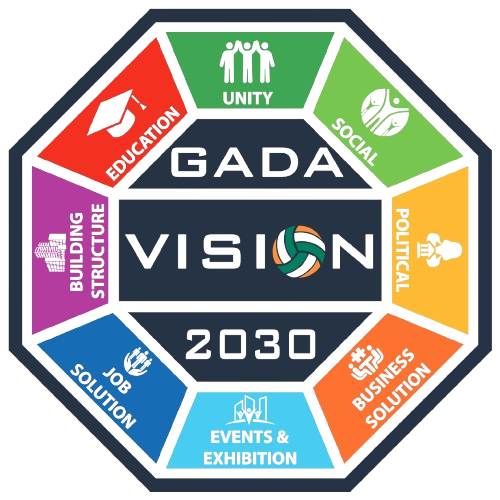 UNITY
SOCIAL
POLITICAL
BUSINESS
SOLUTION
EVENTS &
EXHIBITION
JOB
SOLUTION
BUILDING
STRUCTURE
EDUCATION
GADA
VISION
2030